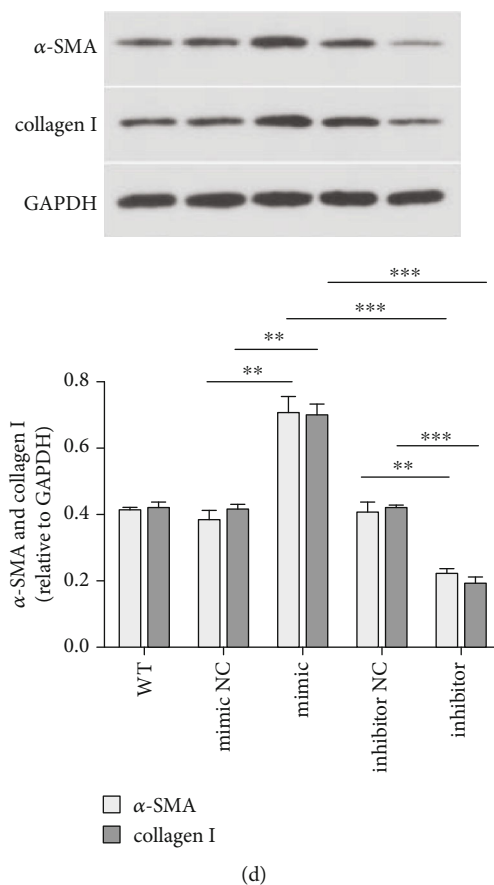 α-SMA
collagen I
GAPDH
***
***
**
**
***
**
0.8
0.6
0.4
0.2
0.0
α-SMA and collagen I
(relative to GAPDH)
WT
mimic NC
mimic
inhibitor NC
inhibitor
α-SMA
collagen I
(d)